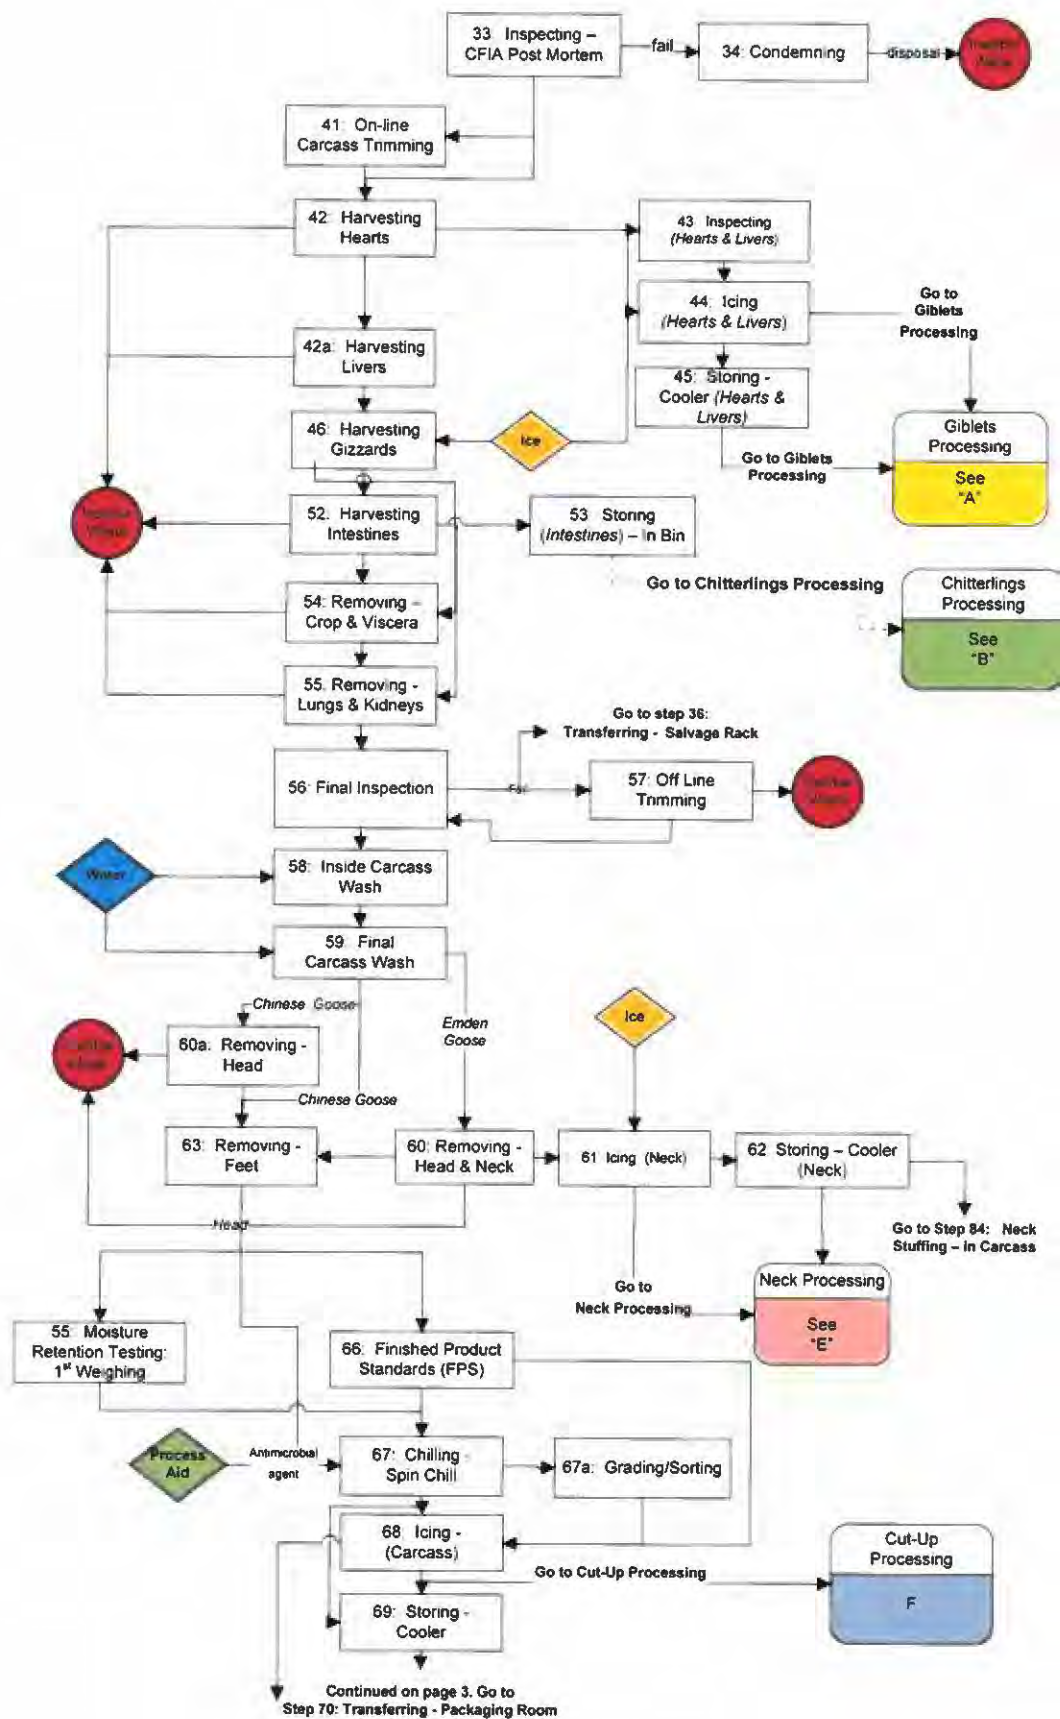 33 Inspecting –
CFIA Post Mortem
fail
34: Condemning
disposal
41: On-line
Carcass Trimming
42: Harvesting
Hearts
43 Inspecting
(Hearts & Livers)
44: Icing
(Hearts & Livers)
Go to
Giblets
Processing
42a: Harvesting
Livers
45: Storing -
Cooler (Hearts &
Livers)
46: Harvesting
Gizzards
Ice
Go to Giblets
Processing
Giblets
Processing
See
"A"
52. Harvesting
Intestines
53 Storing
(Intestines) – In Bin
Go to Chitterlings Processing
Chitterlings
Processing
See
"B"
54: Removing –
Crop & Viscera
55. Removing -
Lungs & Kidneys
Go to step 36:
Transferring - Salvage Rack
56: Final Inspection
57: Off Line
Trimming
Water
58: Inside Carcass
Wash
59: Final
Carcass Wash
Chinese Goose
Emden
Goose
Ice
60a: Removing -
Head
Chinese Goose
63: Removing -
Feet
60: Removing -
Head & Neck
61 Icing (Neck)
62 Storing – Cooler
(Neck)
Head
Go to Step 84: Neck
Stuffing – in Carcass
Go to
Neck Processing
Neck Processing
See
"E"
55: Moisture
Retention Testing:
1st Weighing
66: Finished Product
Standards (FPS)
Process
Aid
Antimicrobial
agent
67: Chilling -
Spin Chill
67a: Grading/Sorting
68: Icing -
(Carcass)
Go to Cut-Up Processing
Cut-Up
Processing
F
69: Storing -
Cooler
Continued on page 3. Go to
Step 70: Transferring - Packaging Room